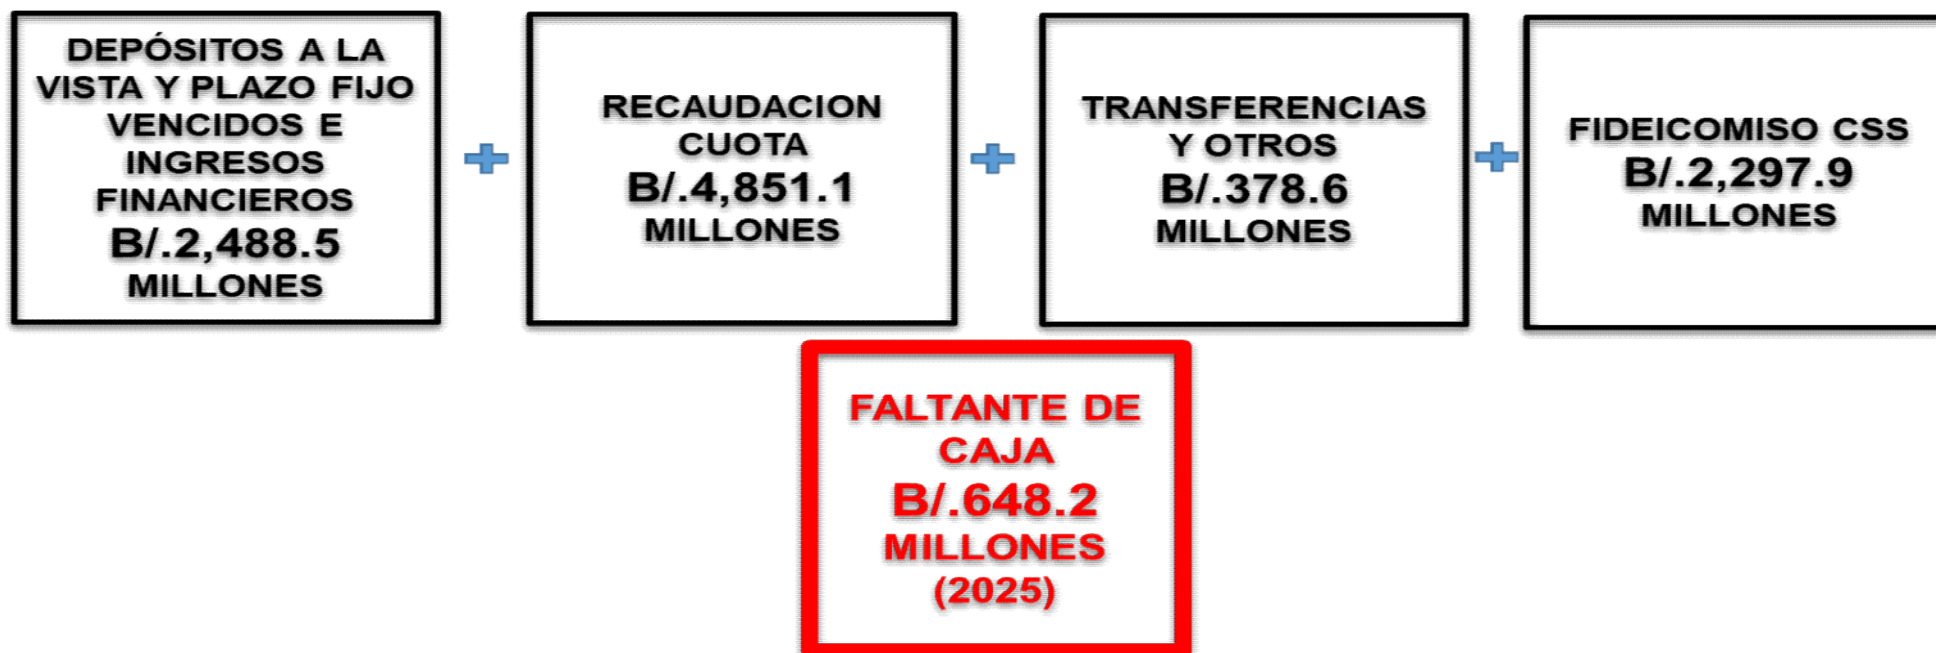 DEPÓSITOS A LA
VISTA Y PLAZO FIJO
VENCIDOS E
INGRESOS
FINANCIEROS
B/.2,488.5
MILLONES
RECAUDACION
CUOTA
B/.4,851.1
MILLONES
TRANSFERENCIAS
Y OTROS
B/.378.6
MILLONES
FIDEICOMISO CSS
B/.2,297.9
MILLONES
FALTANTE DE
CAJA
B/.648.2
MILLONES
(2025)